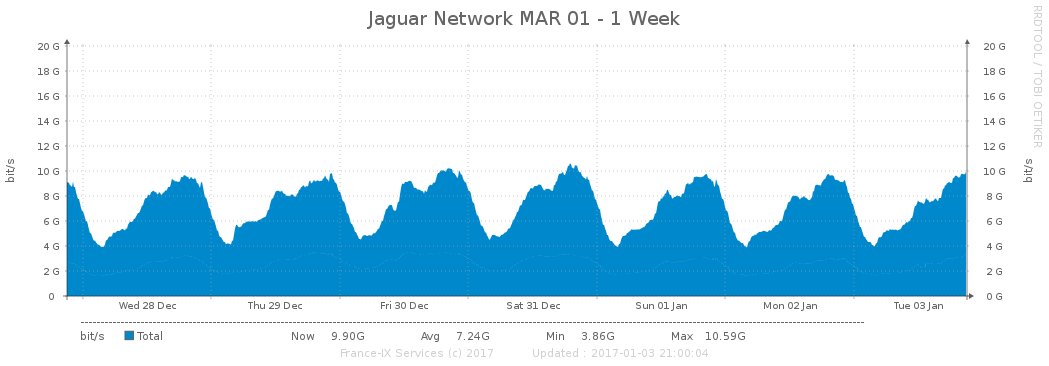 Jaguar Network MAR 01 - 1 Week
RRDTOOL / TOBI OETIKER
bit/s
20 G 20 G
18 G 18 G
16 G 16 G
14 G 14 G
12 G 12 G
10 G 10 G
8 G 8 G
6 G 6 G
4 G 4 G
2 G 2 G
0 0 G
bit/s
Wed 28 Dec Thu 29 Dec Fri 30 Dec Sat 31 Dec Sun 01 Jan Mon 02 Jan Tue 03 Jan
bit/s Total Now 9.90G Avg 7.24G Min 3.86G Max 10.59G
France-IX Services (c) 2017 Updated : 2017-01-03 21:00:04